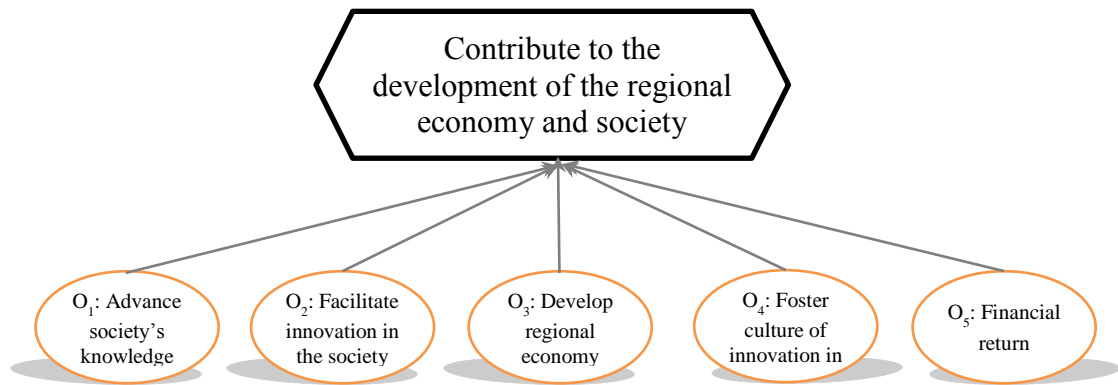 Contribute to the
development of the regional
economy and society
O₁: Advance
society's
knowledge
O₂: Facilitate
innovation in
the society
O₃: Develop
regional
economy
O₄: Foster
culture of
innovation in
O₅: Financial
return